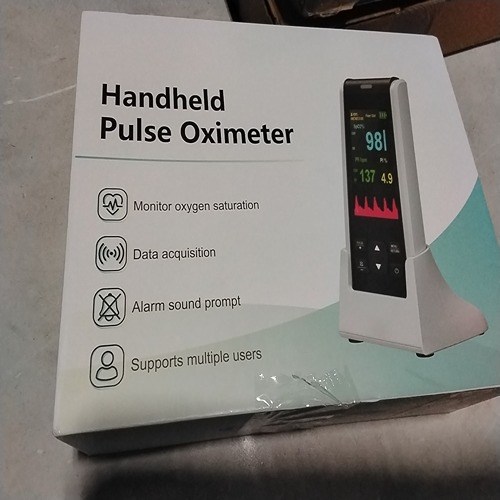 Handheld
Pulse Oximeter
Monitor oxygen saturation
Data acquisition
Alarm sound prompt
Supports multiple users
98
137 4.9